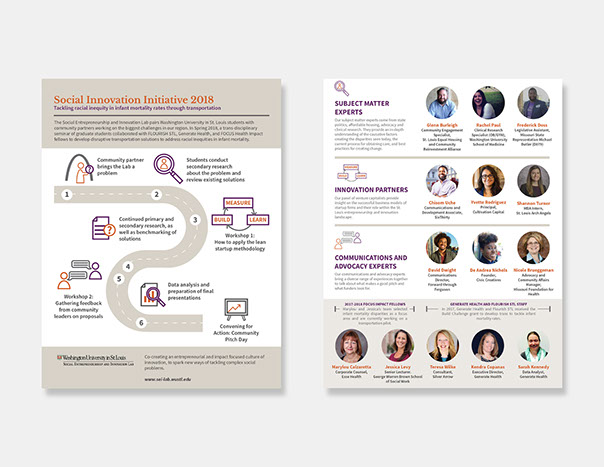 Social Innovation Initiative 2018
Tackling racial inequity in infant mortality rates through transportation
The Social Entrepreneurship and Innovation Lab pairs Washington University in St. Louis students with
community partners working on the biggest challenges in our region. In Spring 2018, a trans-disciplinary
seminar of graduate students collaborated with FLOURISH STL, Generate Health, and FOCUS Health Impact
fellows to develop disruptive transportation solutions to address racial inequities in infant mortality.
Community partner
brings the Lab a
problem
Students conduct
secondary research
about the problem and
review existing solutions
1
2
3
Continued primary and
secondary research, as
well as benchmarking of
solutions
MEASURE
BUILD
LEARN
Workshop 1:
How to apply the lean
startup methodology
4
5
6
Workshop 2:
Gathering feedback
from community
leaders on proposals
Data analysis and
preparation of final
presentations
Convening for
Action: Community
Pitch Day
Washington University in St. Louis
Social Entrepreneurship and Innovation Lab
Co-creating an entrepreneurial and impact focused culture of
innovation, to spark new ways of tackling complex social
problems.
www.sei-lab.wustl.edu
SUBJECT MATTER
EXPERTS
Our subject matter experts came from state
politics, affordable housing, advocacy and
clinical research. They provide an in-depth
understanding of the causative factors
creating the disparities seen today, the
current process for obtaining care, and best
practices for creating change.
Glenn Burleigh
Community Engagement
Specialist,
St. Louis Equal Housing
and Community
Reinvestment Alliance
Rachel Paul
Clinical Research
Specialist (OB/GYN),
Washington University
School of Medicine
Frederick Doss
Legislative Assistant,
Missouri State
Representative Michael
Butler (D#79)
INNOVATION PARTNERS
Our panel of venture capitalists provide
insight on the successful business models of
startup firms and their role within the St.
Louis entrepreneurship and innovation
landscape.
Chisom Uche
Communications and
Development Associate,
SixThirty
Yvette Rodriguez
Principal,
Cultivation Capital
Shannon Turner
MBA Intern,
St. Louis Arch Angels
COMMUNICATIONS AND
ADVOCACY EXPERTS
Our communications and advocacy experts
bring a diverse range of experiences together
to talk about what makes a good pitch and
what funders look for.
David Dwight
Communications
Director,
Forward through
Ferguson
De Andrea Nichols
Founder,
Civic Creatives
Nicole Brueggeman
Advocacy and
Community Affairs
Manager,
Missouri Foundation for
Health
2017-2018 FOCUS IMPACT FELLOWS
Marylou and Jessica's team selected
infant mortality disparities as a focus
area and are currently working on a
transportation pilot.
GENERATE HEALTH AND FLOURISH STL STAFF
In 2017, Generate Health and Flourish STL received the
Build Challenge grant to develop ways to tackle infant
mortality rates.
Marylou Calzaretta
Corporate Counsel,
Esse Health
Jessica Levy
Senior Lecturer,
George Warren Brown School
of Social Work
Teresa Wilke
Consultant,
Silver Arrow
Kendra Copanas
Executive Director,
Generate Health
Sarah Kennedy
Data Analyst,
Generate Health